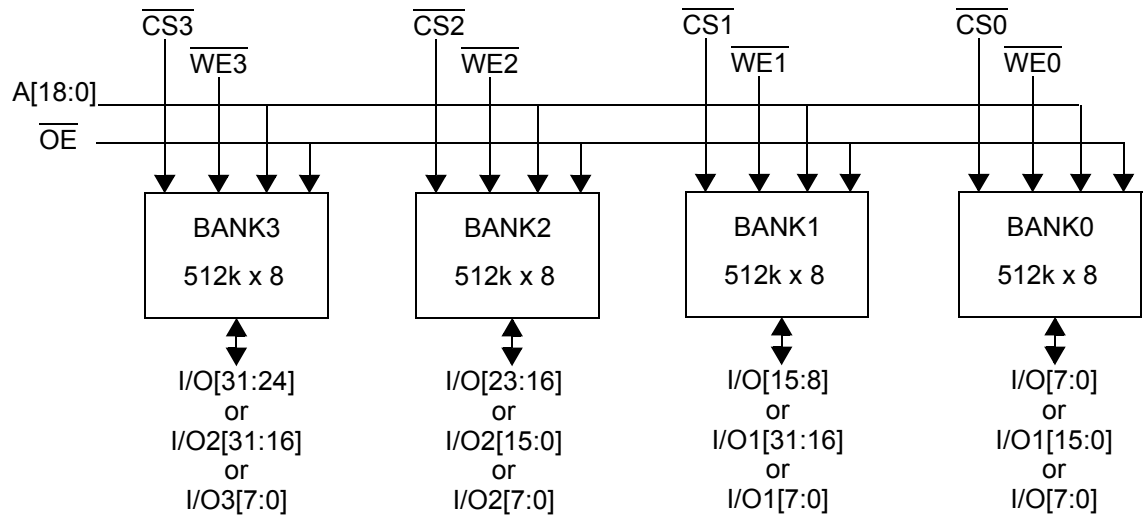 CS3
CS2
CS1
CS0
WE3
WE2
WE1
WE0
A[18:0]
OE
BANK3
512k x 8
BANK2
512k x 8
BANK1
512k x 8
BANK0
512k x 8
I/O[31:24]
or
I/O2[31:16]
or
I/O3[7:0]
I/O[23:16]
or
I/O2[15:0]
or
I/O2[7:0]
I/O[15:8]
or
I/O1[31:16]
or
I/O1[7:0]
I/O[7:0]
or
I/O1[15:0]
or
I/O[7:0]